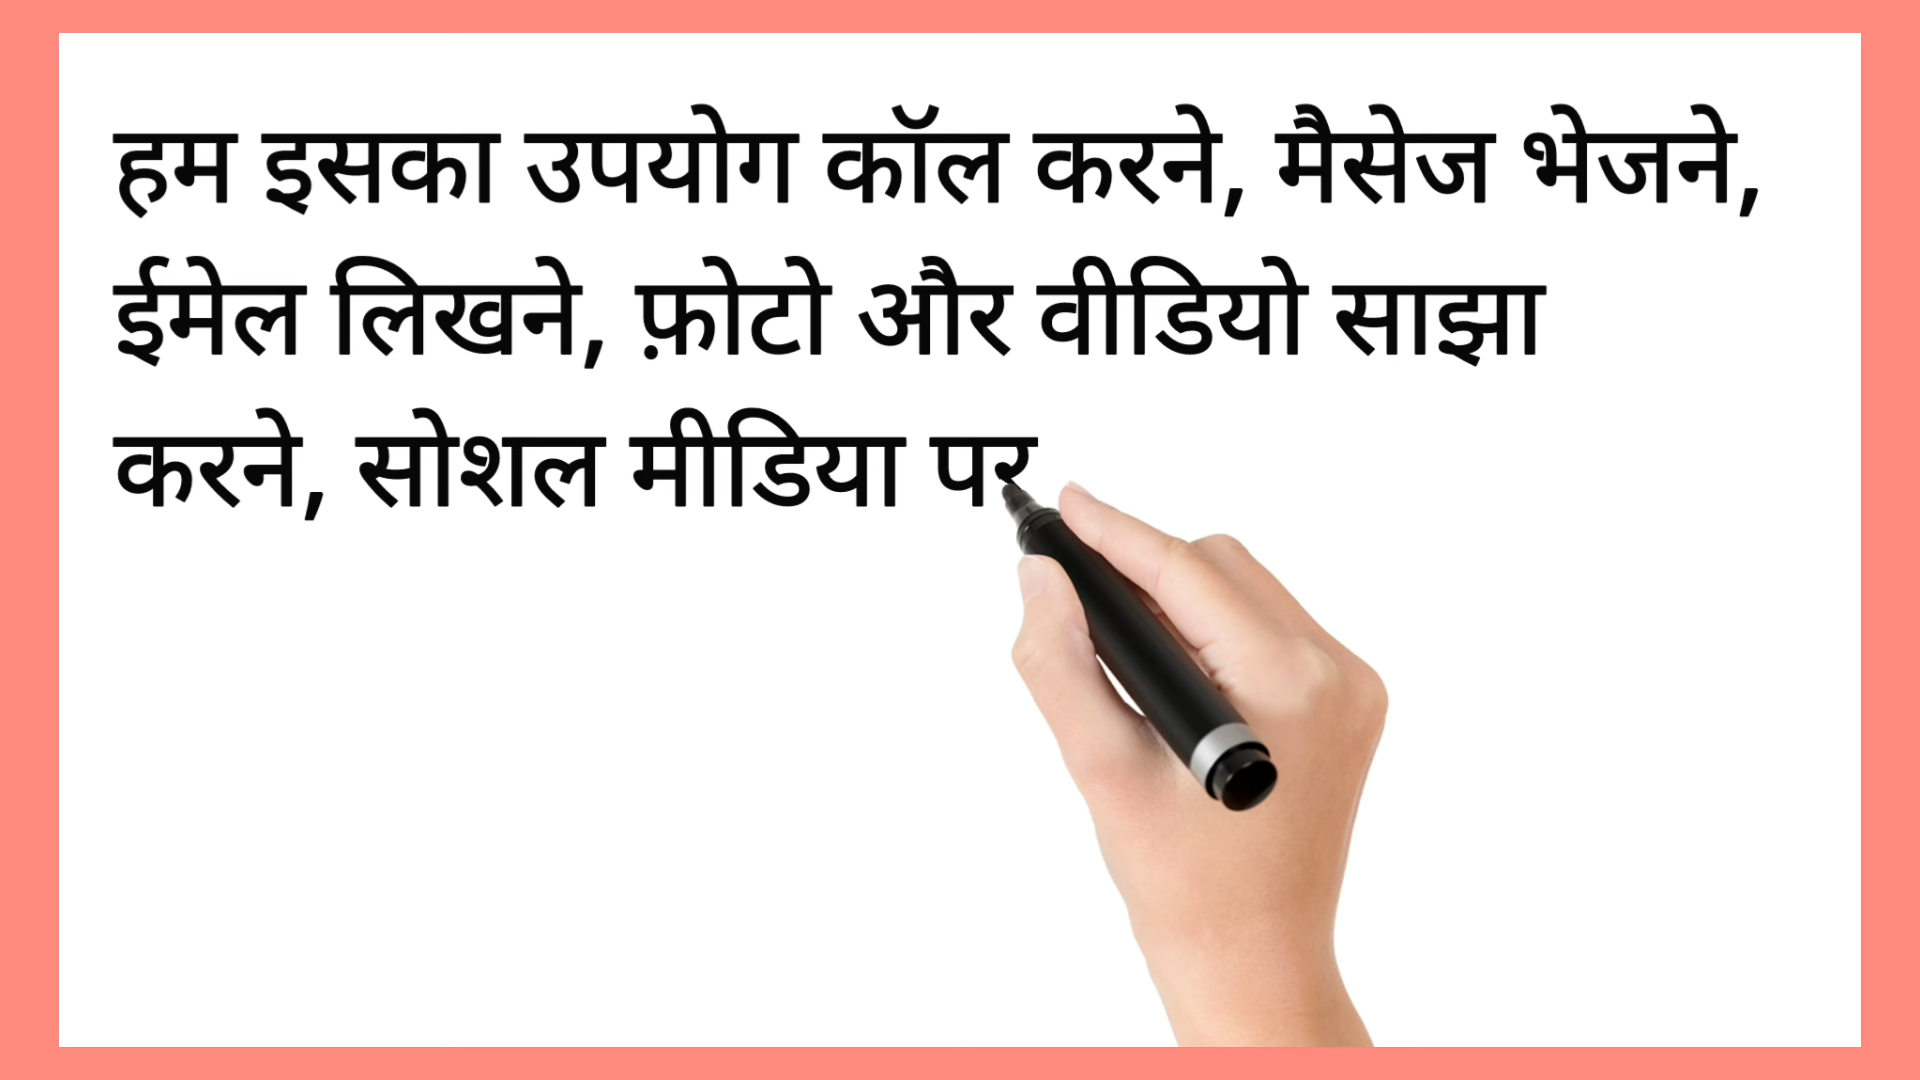 हम इसका उपयोग कॉल करने, मैसेज भेजने,
ईमेल लिखने, फ़ोटो और वीडियो साझा
करने, सोशल मीडिया पर